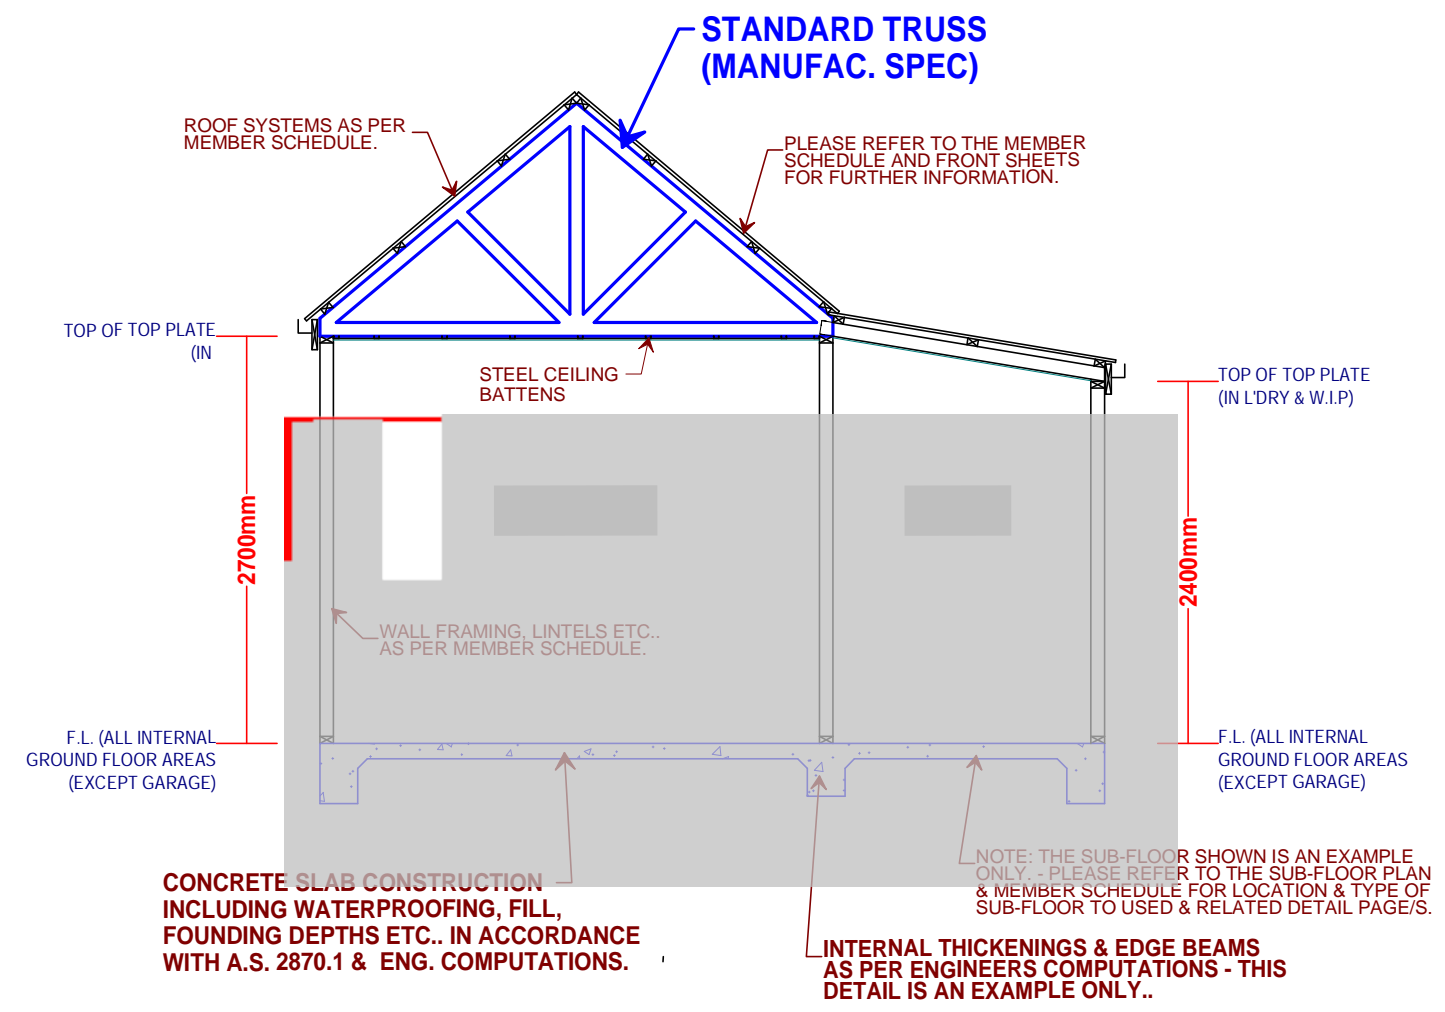 STANDARD TRUSS
(MANUFAC. SPEC)
ROOF SYSTEMS AS PER
MEMBER SCHEDULE.
PLEASE REFER TO THE MEMBER
SCHEDULE AND FRONT SHEETS
FOR FURTHER INFORMATION.
TOP OF TOP PLATE
(IN
STEEL CEILING
BATTENS
TOP OF TOP PLATE
(IN L'DRY & W.I.P)
2700mm
2400mm
WALL FRAMING, LINTELS ETC..
AS PER MEMBER SCHEDULE.
F.L. (ALL INTERNAL
GROUND FLOOR AREAS
(EXCEPT GARAGE)
F.L. (ALL INTERNAL
GROUND FLOOR AREAS
(EXCEPT GARAGE)
CONCRETE SLAB CONSTRUCTION
INCLUDING WATERPROOFING, FILL,
FOUNDING DEPTHS ETC.. IN ACCORDANCE
WITH A.S. 2870.1 & ENG. COMPUTATIONS.
NOTE: THE SUB-FLOOR SHOWN IS AN EXAMPLE
ONLY. - PLEASE REFER TO THE SUB-FLOOR PLAN
& MEMBER SCHEDULE FOR LOCATION & TYPE OF
SUB-FLOOR TO USED & RELATED DETAIL PAGE/S.
INTERNAL THICKENINGS & EDGE BEAMS
AS PER ENGINEERS COMPUTATIONS - THIS
DETAIL IS AN EXAMPLE ONLY..